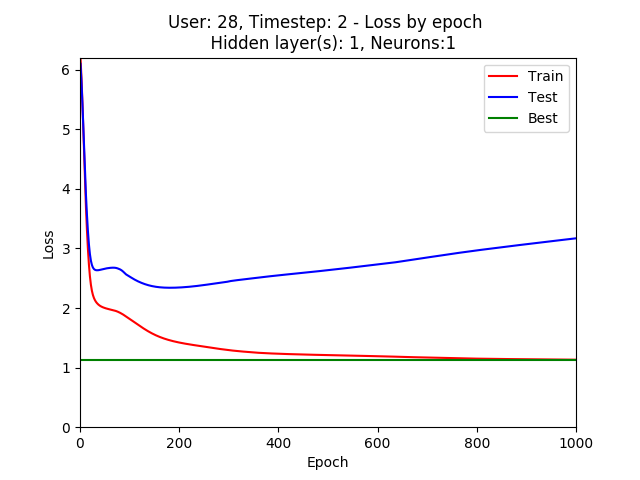 User: 28, Timestep: 2 - Loss by epoch
Hidden layer(s): 1, Neurons:1
Train
Test
Best
6
5
4
3
2
1
0
Loss
0 200 400 600 800 1000
Epoch